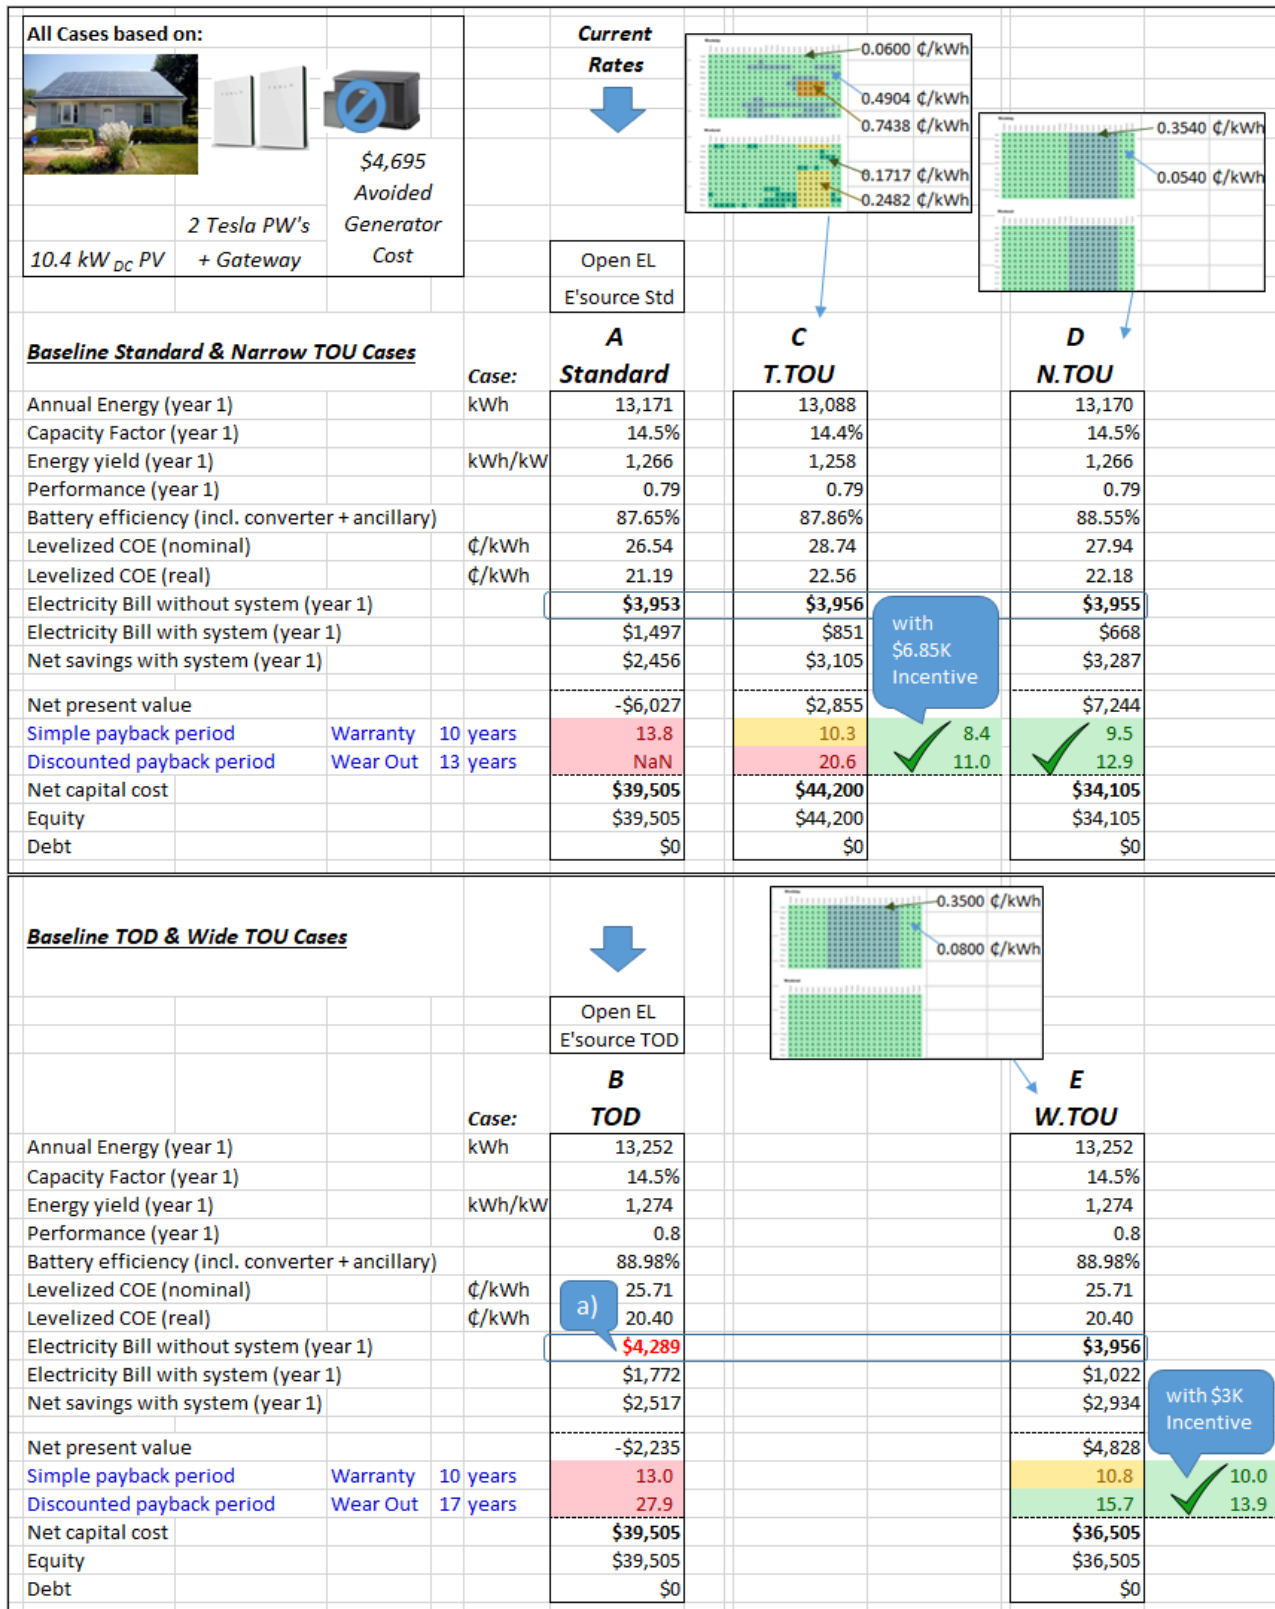 All Cases based on:
Current
Rates
TESLA
TESLA
$4,695
Avoided
Generator
Cost
2 Tesla PW's
+ Gateway
10.4 kW DC PV
0.0600 ₵/kWh
0.4904 ₵/kWh
0.7438 ₵/kWh
0.1717 ₵/kWh
0.2482 ₵/kWh
0.3540 ₵/kWh
0.0540 ₵/kWh
Open EL
E'source Std
Baseline Standard & Narrow TOU Cases
A C D
Case: Standard T.TOU N.TOU
Annual Energy (year 1) kWh 13,171 13,088 13,170
Capacity Factor (year 1) 14.5% 14.4% 14.5%
Energy yield (year 1) kWh/kW 1,266 1,258 1,266
Performance (year 1) 0.79 0.79 0.79
Battery efficiency (incl. converter + ancillary) 87.65% 87.86% 88.55%
Levelized COE (nominal) ₵/kWh 26.54 28.74 27.94
Levelized COE (real) ₵/kWh 21.19 22.56 22.18
Electricity Bill without system (year 1) $3,953 $3,956 $3,955
Electricity Bill with system (year 1) $1,497 $851 $668
Net savings with system (year 1) $2,456 $3,105 $3,287
with
$6.85K
Incentive
Net present value -$6,027 $2,855 $7,244
Simple payback period Warranty 10 years 13.8 10.3 8.4 9.5
Discounted payback period Wear Out 13 years NaN 20.6 11.0 12.9
Net capital cost $39,505 $44,200 $34,105
Equity $39,505 $44,200 $34,105
Debt $0 $0 $0
Baseline TOD & Wide TOU Cases
0.3500 ₵/kWh
0.0800 ₵/kWh
Open EL
E'source TOD
B E
Case: TOD W.TOU
Annual Energy (year 1) kWh 13,252 13,252
Capacity Factor (year 1) 14.5% 14.5%
Energy yield (year 1) kWh/kW 1,274 1,274
Performance (year 1) 0.8 0.8
Battery efficiency (incl. converter + ancillary) 88.98% 88.98%
Levelized COE (nominal) ₵/kWh 25.71 25.71
Levelized COE (real) ₵/kWh 20.40 20.40
a)
Electricity Bill without system (year 1) $4,289 $3,956
Electricity Bill with system (year 1) $1,772 $1,022
Net savings with system (year 1) $2,517 $2,934
with $3K
Incentive
Net present value -$2,235 $4,828
Simple payback period Warranty 10 years 13.0 10.8 10.0
Discounted payback period Wear Out 17 years 27.9 15.7 13.9
Net capital cost $39,505 $36,505
Equity $39,505 $36,505
Debt $0 $0